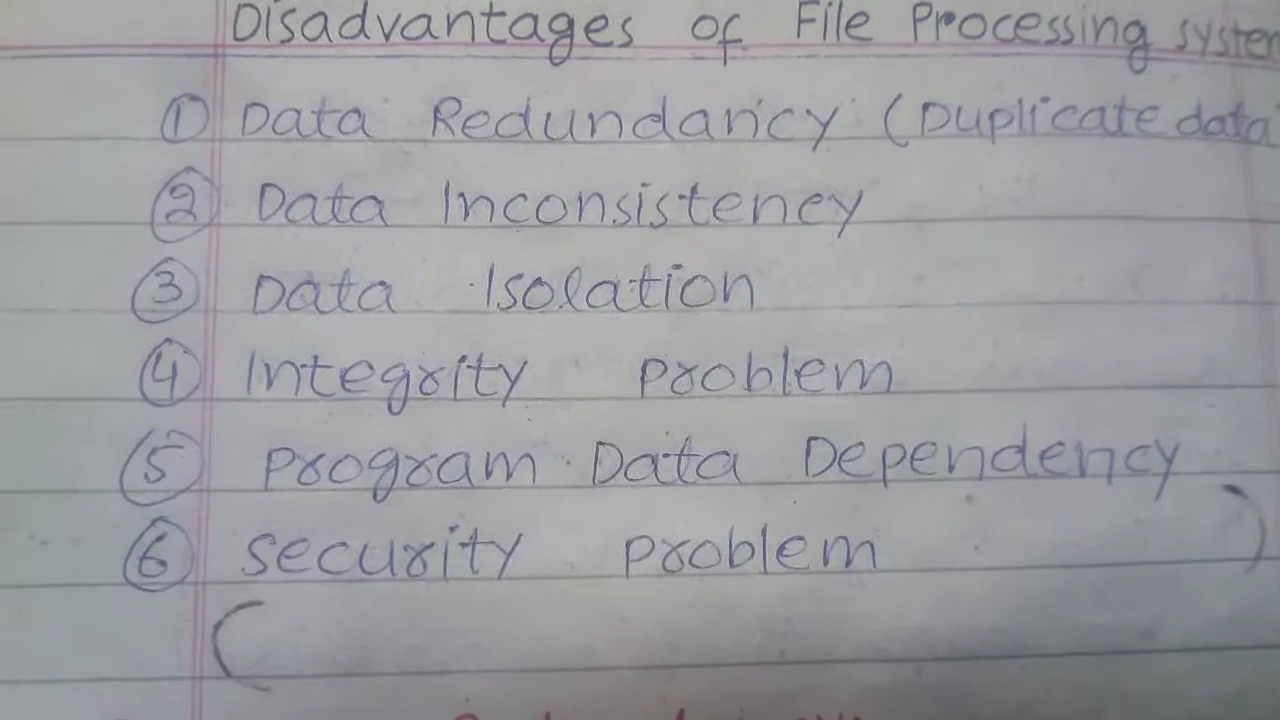 Disadvantages of File Processing system
① Data Redundancy (Duplicate data
② Data Inconsistency
③ Data Isolation
④ Integrity problem
⑤ Program Data Dependency
⑥ Security problem )
(